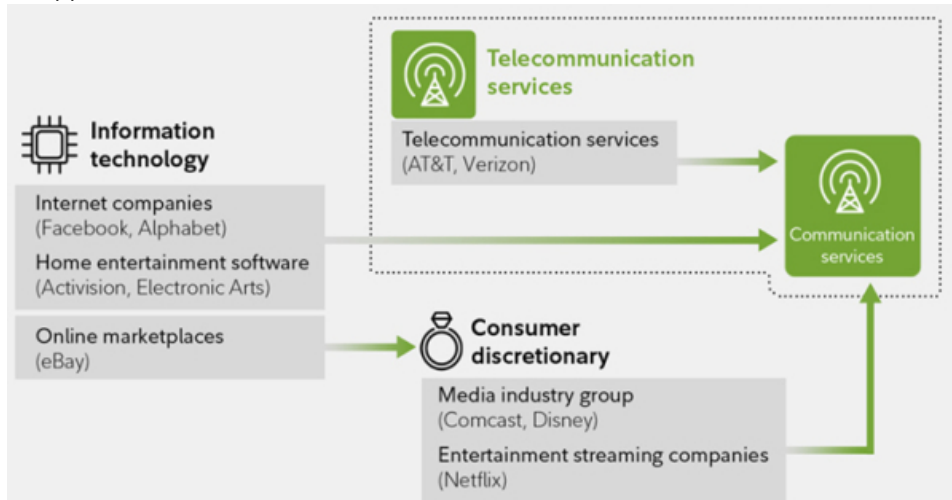 Telecommunication
services
Telecommunication services
(AT&T, Verizon)
Information
technology
Internet companies
(Facebook, Alphabet)
Home entertainment software
(Activision, Electronic Arts)
Online marketplaces
(eBay)
Communication
services
Consumer
discretionary
Media industry group
(Comcast, Disney)
Entertainment streaming companies
(Netflix)